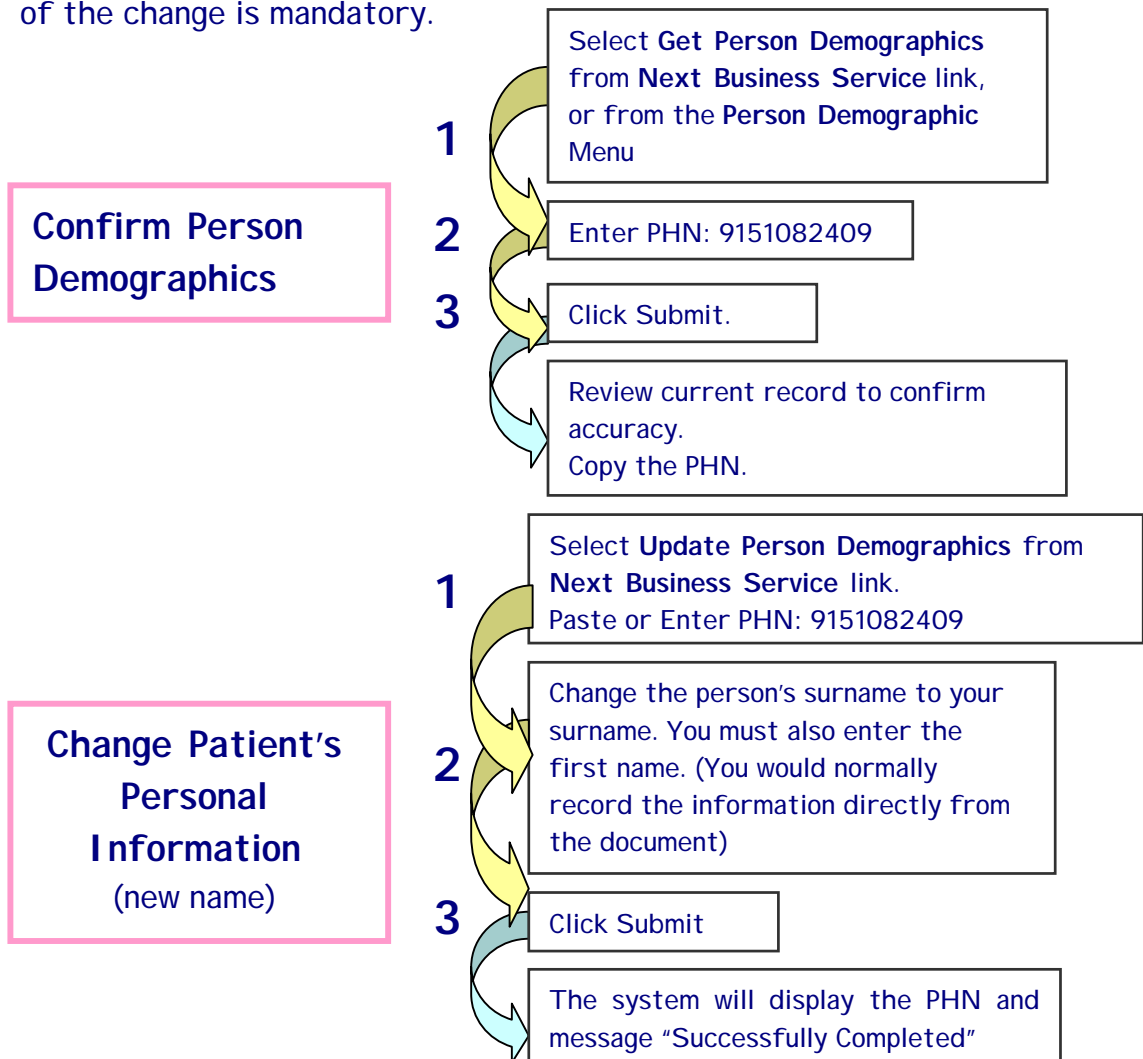 of the change is mandatory.
Confirm Person
Demographics
1
Select Get Person Demographics
from Next Business Service link,
or from the Person Demographic
Menu
2
Enter PHN: 9151082409
3
Click Submit.
Review current record to confirm
accuracy.
Copy the PHN.
Change Patient’s
Personal
Information
(new name)
1
Select Update Person Demographics from
Next Business Service link.
Paste or Enter PHN: 9151082409
2
Change the person’s surname to your
surname. You must also enter the
first name. (You would normally
record the information directly from
the document)
3
Click Submit
The system will display the PHN and
message “Successfully Completed”